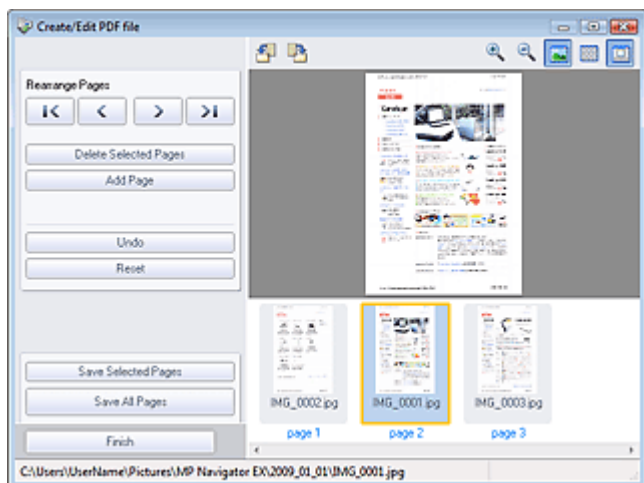 Create/Edit PDF file
Rearrange Pages
Delete Selected Pages
Add Page
Undo
Reset
Save Selected Pages
Save All Pages
Finish
IMG_0002.jpg
IMG_0001.jpg
IMG_0003.jpg
page 1
page 2
page 3
C:\Users\UserName\Pictures\MP Navigator EX\2009_01_01\IMG_0001.jpg